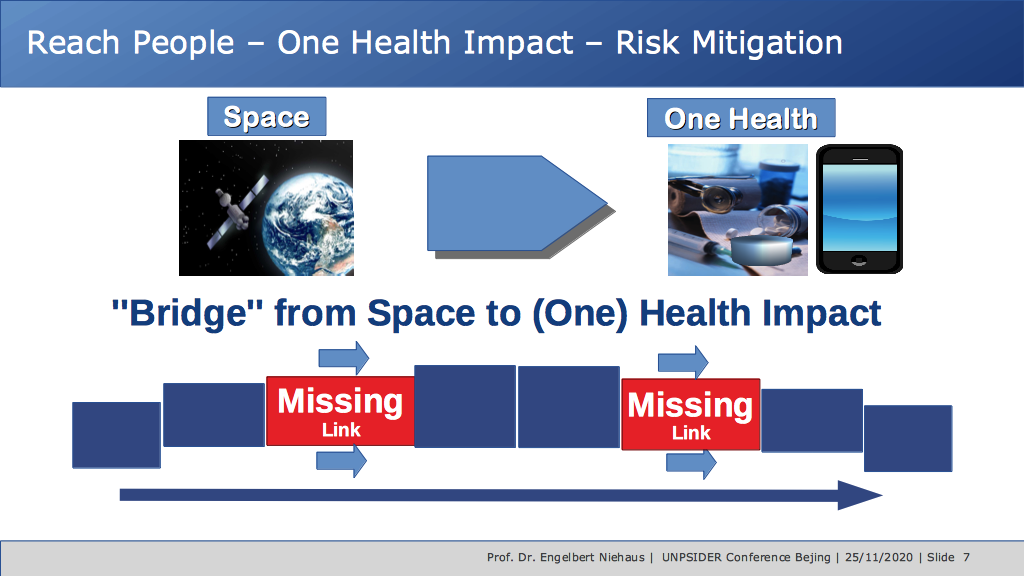 Reach People – One Health Impact – Risk Mitigation
Space
One Health
"Bridge" from Space to (One) Health Impact
Missing
Link
Missing
Link
Prof. Dr. Engelbert Niehaus | UNPSIDER Conference Bejing | 25/11/2020 | Slide 7